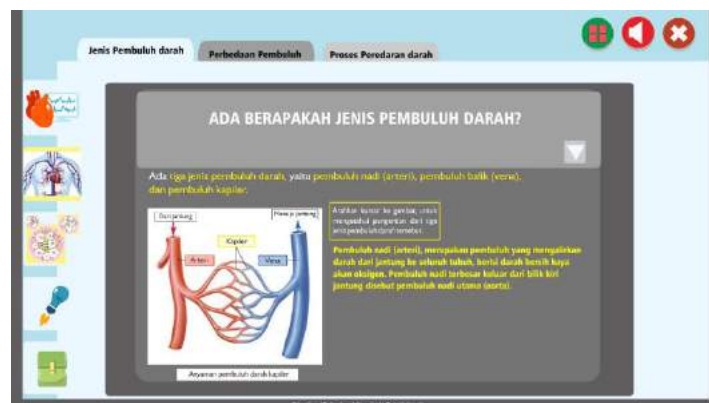 Jenis Pembuluh darah
Perbedaan Pembuluh
Proses Peredaran darah
ADA BERAPAKAH JENIS PEMBULUH DARAH?
Ada tiga jenis pembuluh darah, yaitu pembuluh nadi (arteri), pembuluh balik (vena),
dan pembuluh kapiler.
Dari jantung
Menuju jantung
Kapiler
Arteri
Vena
Anyaman pembuluh darah kapiler
Arahkan kursor ke gambar, untuk
mengetahui pengertian dari tiga
jenis pembuluh darah tersebut.
Pembuluh nadi (arteri), merupakan pembuluh yang mengalirkan
darah dari jantung ke seluruh tubuh, berisi darah bersih kaya
akan oksigen. Pembuluh nadi terbesar keluar dari bilik kiri
jantung disebut pembuluh nadi utama (aorta).